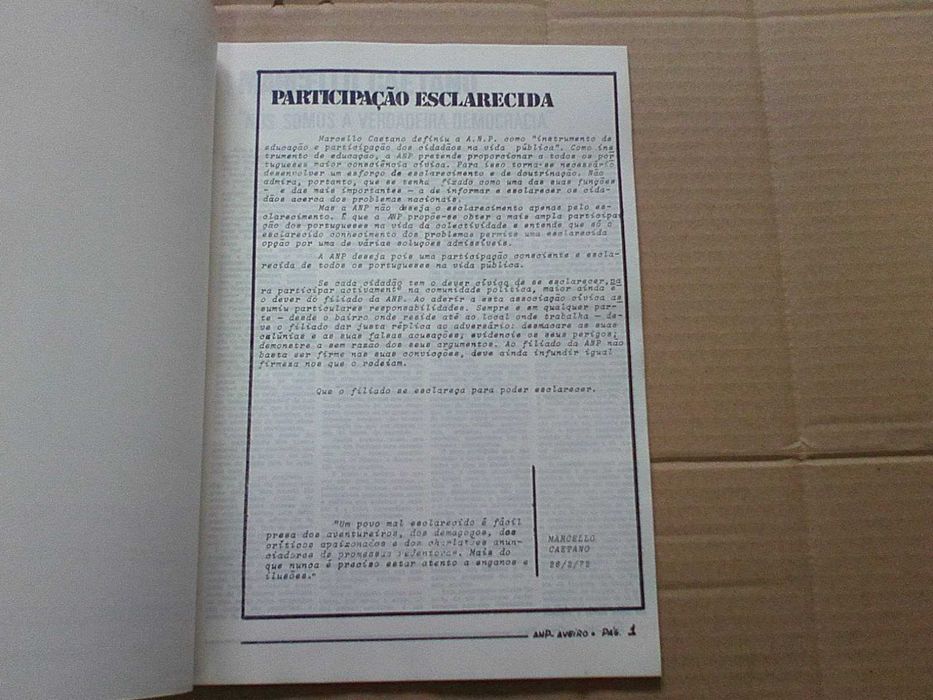 PARTICIPAÇÃO ESCLARECIDA
Marcello Caetano definiu a A.N.P. como "instrumento de
educação e participação dos cidadãos na vida pública". Como ins
trumento de educação, a ANP pretende proporcionar a todos os por
tugueses maior consciência cívica. Para isso torna-se necessário
desenvolver um esforço de esclarecimento e de doutrinação. Não
admira, portanto, que se tenha fixado como uma das suas funções
- e das mais importantes - a de informar e esclarecer os cida-
dãos acerca dos problemas nacionais.
Mas a ANP não deseja o esclarecimento apenas pelo es-
clarecimento. É que a ANP propõe-se obter a mais ampla participa
ção dos portugueses na vida da colectividade e entende que só o
esclarecido conhecimento dos problemas permite uma esclarecida
opção por uma de várias soluções admissíveis.
A ANP deseja pois uma participação consciente e escla-
recida de todos os portugueses na vida pública.
Se cada cidadão tem o dever cívico de se esclarecer,pa
ra participar activamente na comunidade política, maior ainda é
o dever do filiado da ANP. Ao aderir a esta associação cívica as
sumiu particulares responsabilidades. Sempre e em qualquer par-
te - desde o bairro onde reside até ao local onde trabalha - de-
ve o filiado dar justa réplica ao adversário: desmascare as suas
calúnias e as suas falsas acusações; evidencie os seus perigos;
demonstre a sem razão dos seus argumentos. Ao filiado da ANP não
basta ser firme nas suas convicções, deve ainda infundir igual
firmeza nos que o rodeiam.
Que o filiado se esclareça para poder esclarecer.
"Um povo mal esclarecido é fácil
presa dos aventureiros, dos demagogos, dos
críticos apaixonados e dos charlatães anun-
ciadores de promessas redentoras. Mais do
que nunca é preciso estar atento a enganos e
ilusões."
MARCELLO
CAETANO
28/2/72
ANP-AVEIRO • PÁG. 1